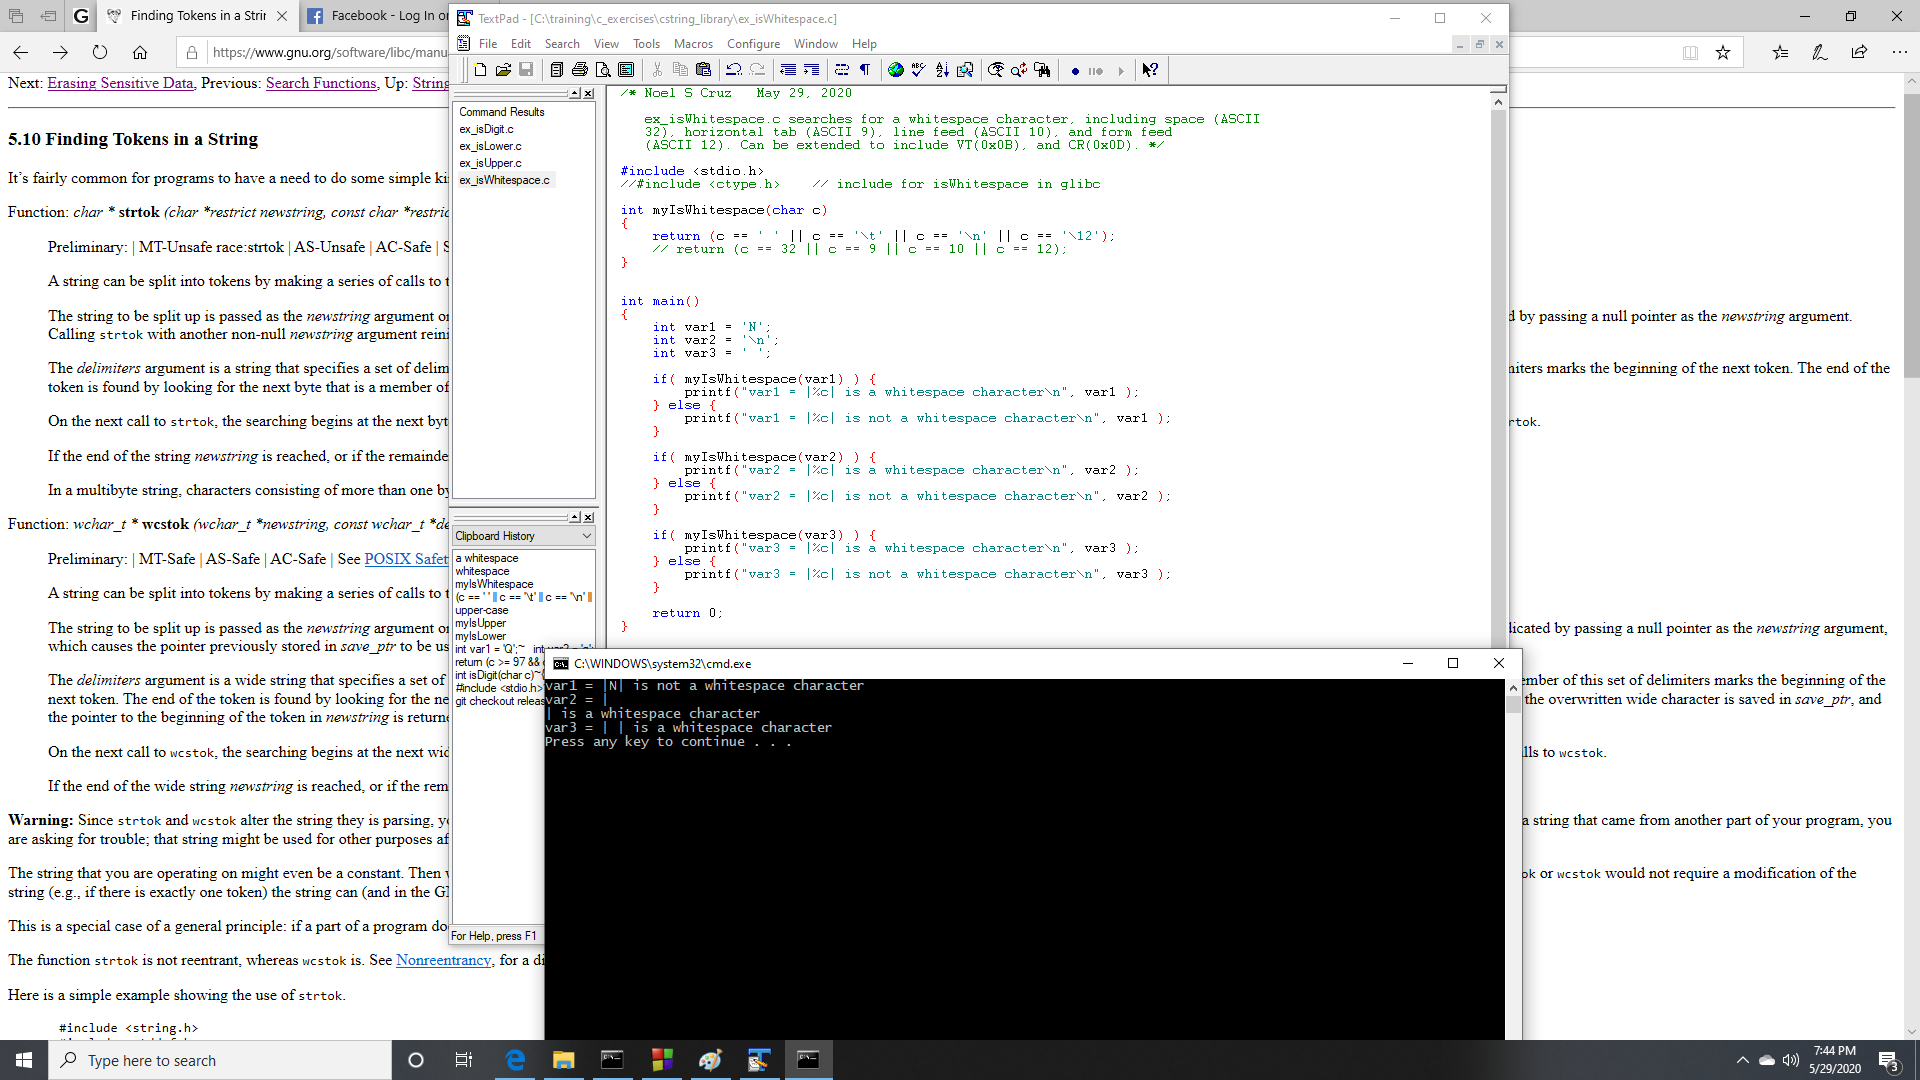 Finding Tokens in a Strin
Facebook - Log In or
https://www.gnu.org/software/libc/manu
Next: Erasing Sensitive Data, Previous: Search Functions, Up: String
5.10 Finding Tokens in a String
It's fairly common for programs to have a need to do some simple ki
Function: char * strtok (char *restrict newstring, const char *restric
Preliminary: | MT-Unsafe race:strtok | AS-Unsafe | AC-Safe | S
A string can be split into tokens by making a series of calls to t
The string to be split up is passed as the newstring argument on
d by passing a null pointer as the newstring argument.
Calling strtok with another non-null newstring argument rein
The delimiters argument is a string that specifies a set of delim
niters marks the beginning of the next token. The end of the
token is found by looking for the next byte that is a member of
On the next call to strtok, the searching begins at the next byt
rtok.
If the end of the string newstring is reached, or if the remainde
In a multibyte string, characters consisting of more than one by
Function: wchar_t * wcstok (wchar_t *newstring, const wchar_t *de
Preliminary: | MT-Safe | AS-Safe | AC-Safe | See POSIX Safet
A string can be split into tokens by making a series of calls to t
The string to be split up is passed as the newstring argument on
licated by passing a null pointer as the newstring argument,
which causes the pointer previously stored in save_ptr to be us
The delimiters argument is a wide string that specifies a set of
ember of this set of delimiters marks the beginning of the
next token. The end of the token is found by looking for the ne
the overwritten wide character is saved in save_ptr, and
the pointer to the beginning of the token in newstring is returne
On the next call to wcstok, the searching begins at the next wid
lls to wcstok.
If the end of the wide string newstring is reached, or if the rem
Warning: Since strtok and wcstok alter the string they is parsing, y
a string that came from another part of your program, you
are asking for trouble; that string might be used for other purposes af
The string that you are operating on might even be a constant. Then w
ok or wcstok would not require a modification of the
string (e.g., if there is exactly one token) the string can (and in the G
This is a special case of a general principle: if a part of a program do
The function strtok is not reentrant, whereas wcstok is. See Nonreentrancy, for a di
Here is a simple example showing the use of strtok.
#include <string.h>
TextPad - [C:\training\c_exercises\cstring_library\ex_isWhitespace.c]
File Edit Search View Tools Macros Configure Window Help
Command Results
ex_isDigit.c
ex_isLower.c
ex_isUpper.c
ex_isWhitespace.c
Clipboard History
a whitespace
whitespace
myIsWhitespace
(c == ' ' || c == '\t' || c == '\n' ||
upper-case
myIsUpper
myIsLower
int var1 = 'Q';~ int var2 = 'q'
return (c >= 97 && c
int isDigit(char c)~{
#include <stdio.h>
git checkout releas
For Help, press F1
/* Noel S Cruz   May 29, 2020
ex_isWhitespace.c searches for a whitespace character, including space (ASCII
32), horizontal tab (ASCII 9), line feed (ASCII 10), and form feed
(ASCII 12). Can be extended to include VT(0x0B), and CR(0x0D). */
#include <stdio.h>
//#include <ctype.h>    // include for isWhitespace in glibc
int myIsWhitespace(char c)
{
return (c == ' ' || c == '\t' || c == '\n' || c == '\12');
// return (c == 32 || c == 9 || c == 10 || c == 12);
}
int main()
{
int var1 = 'N';
int var2 = '\n';
int var3 = ' ';
if( myIsWhitespace(var1) ) {
printf("var1 = |%c| is a whitespace character\n", var1 );
} else {
printf("var1 = |%c| is not a whitespace character\n", var1 );
}
if( myIsWhitespace(var2) ) {
printf("var2 = |%c| is a whitespace character\n", var2 );
} else {
printf("var2 = |%c| is not a whitespace character\n", var2 );
}
if( myIsWhitespace(var3) ) {
printf("var3 = |%c| is a whitespace character\n", var3 );
} else {
printf("var3 = |%c| is not a whitespace character\n", var3 );
}
return 0;
}
C:\WINDOWS\system32\cmd.exe
var1 = |N| is not a whitespace character
var2 = |
| is a whitespace character
var3 = | | is a whitespace character
Press any key to continue . . .
Type here to search
7:44 PM
5/29/2020
3